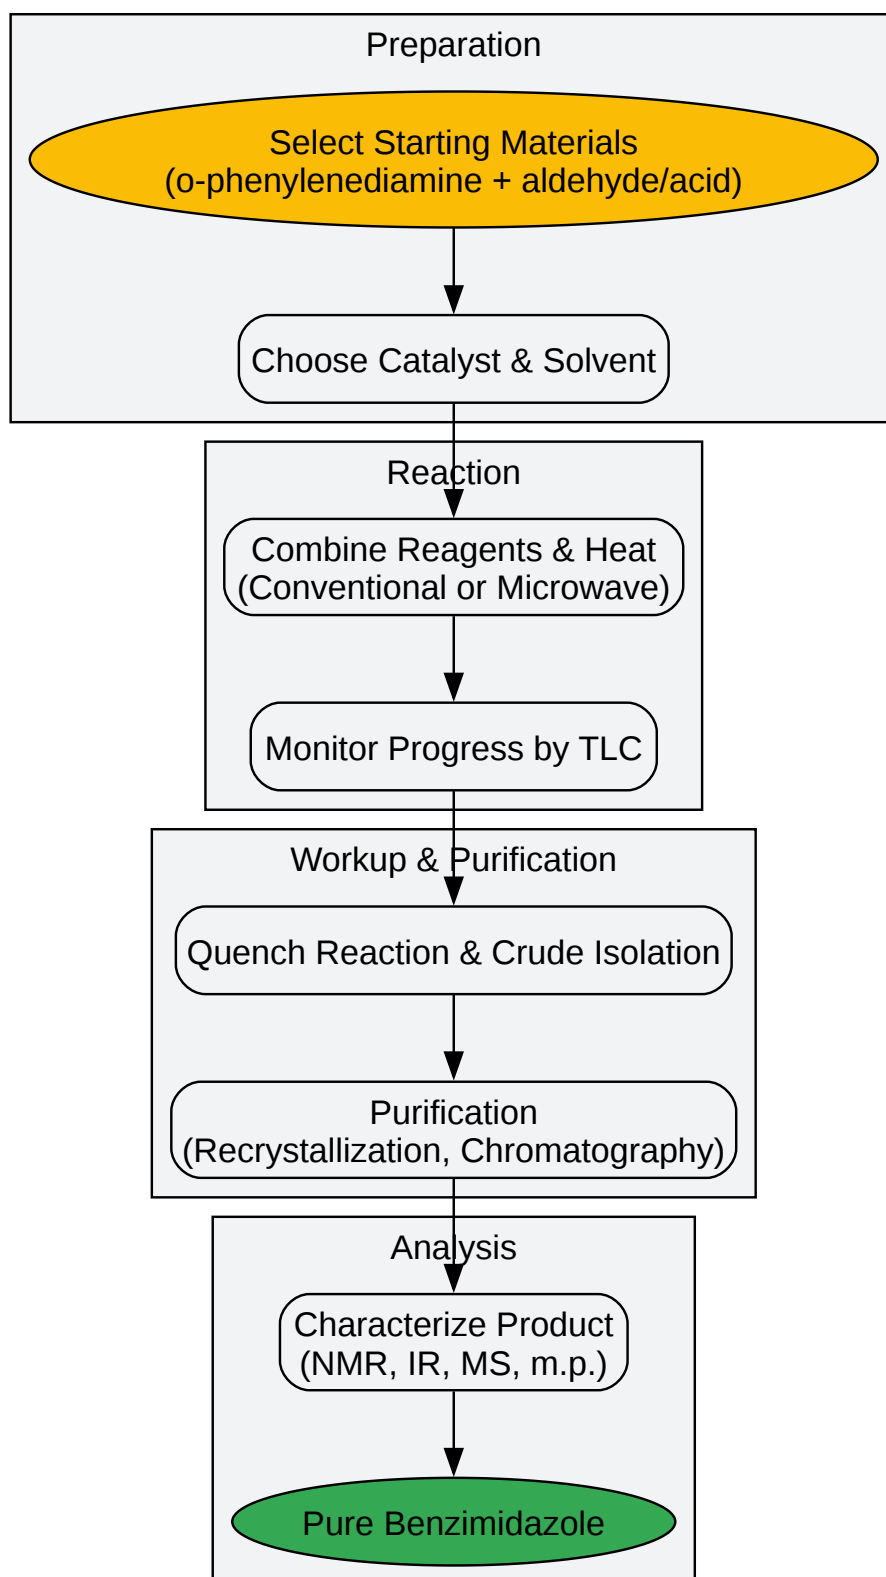 Preparation
Select Starting Materials
(o-phenylenediamine + aldehyde/acid)
Choose Catalyst & Solvent
Reaction
Combine Reagents & Heat
(Conventional or Microwave)
Monitor Progress by TLC
Workup & Purification
Quench Reaction & Crude Isolation
Purification
(Recrystallization, Chromatography)
Analysis
Characterize Product
(NMR, IR, MS, m.p.)
Pure Benzimidazole